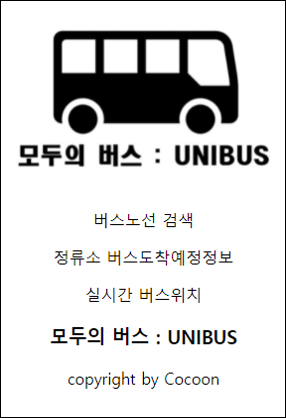 모두의 버스 : UNIBUS
버스노선 검색
정류소 버스도착예정정보
실시간 버스위치
모두의 버스 : UNIBUS
copyright by Cocoon